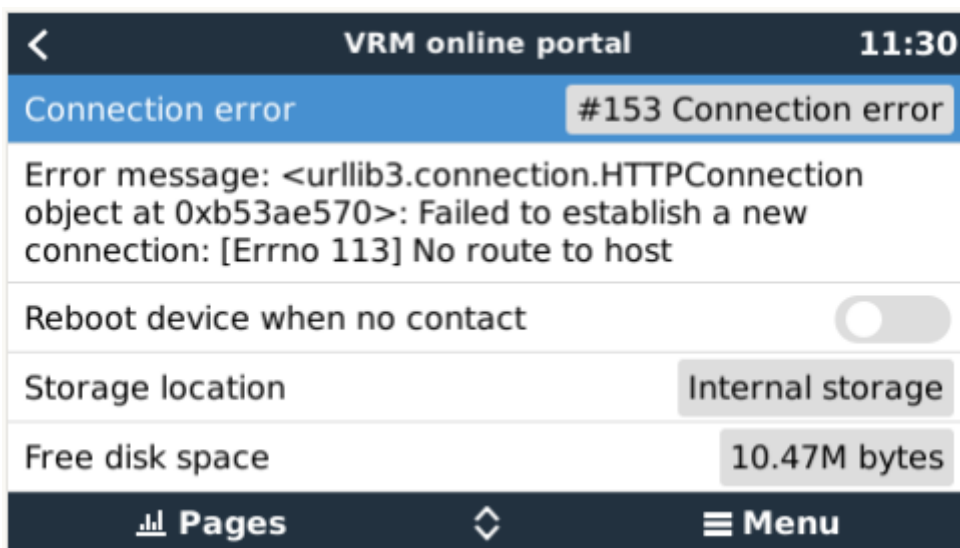 VRM online portal 11:30
Connection error #153 Connection error
Error message: <urllib3.connection.HTTPConnection
object at 0xb53ae570>: Failed to establish a new
connection: [Errno 113] No route to host
Reboot device when no contact
Storage location Internal storage
Free disk space 10.47M bytes
Pages Menu